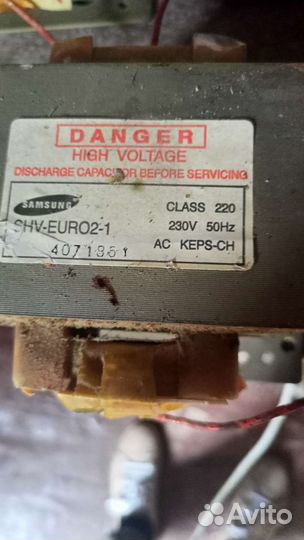 DANGER
HIGH VOLTAGE
DISCHARGE CAPACITOR BEFORE SERVICING
SAMSUNG CLASS 220
SHV-EURO2-1 230V 50Hz
4071951 AC KEPS-CH
Avito